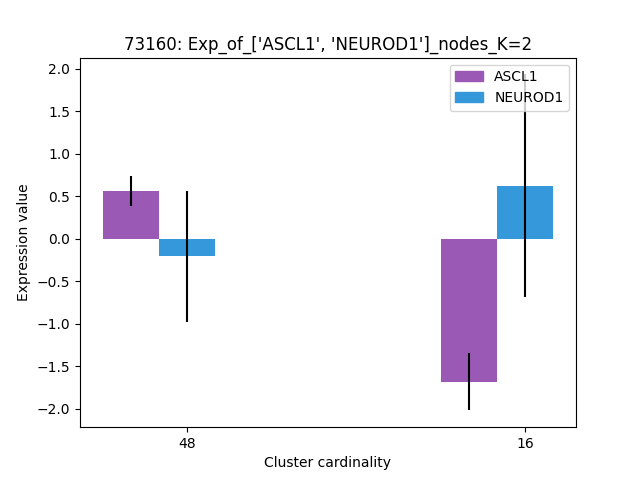 73160: Exp_of_['ASCL1', 'NEUROD1']_nodes_K=2
ASCL1
NEUROD1
2.0
1.5
1.0
0.5
0.0
−0.5
−1.0
−1.5
−2.0
Expression value
48
16
Cluster cardinality